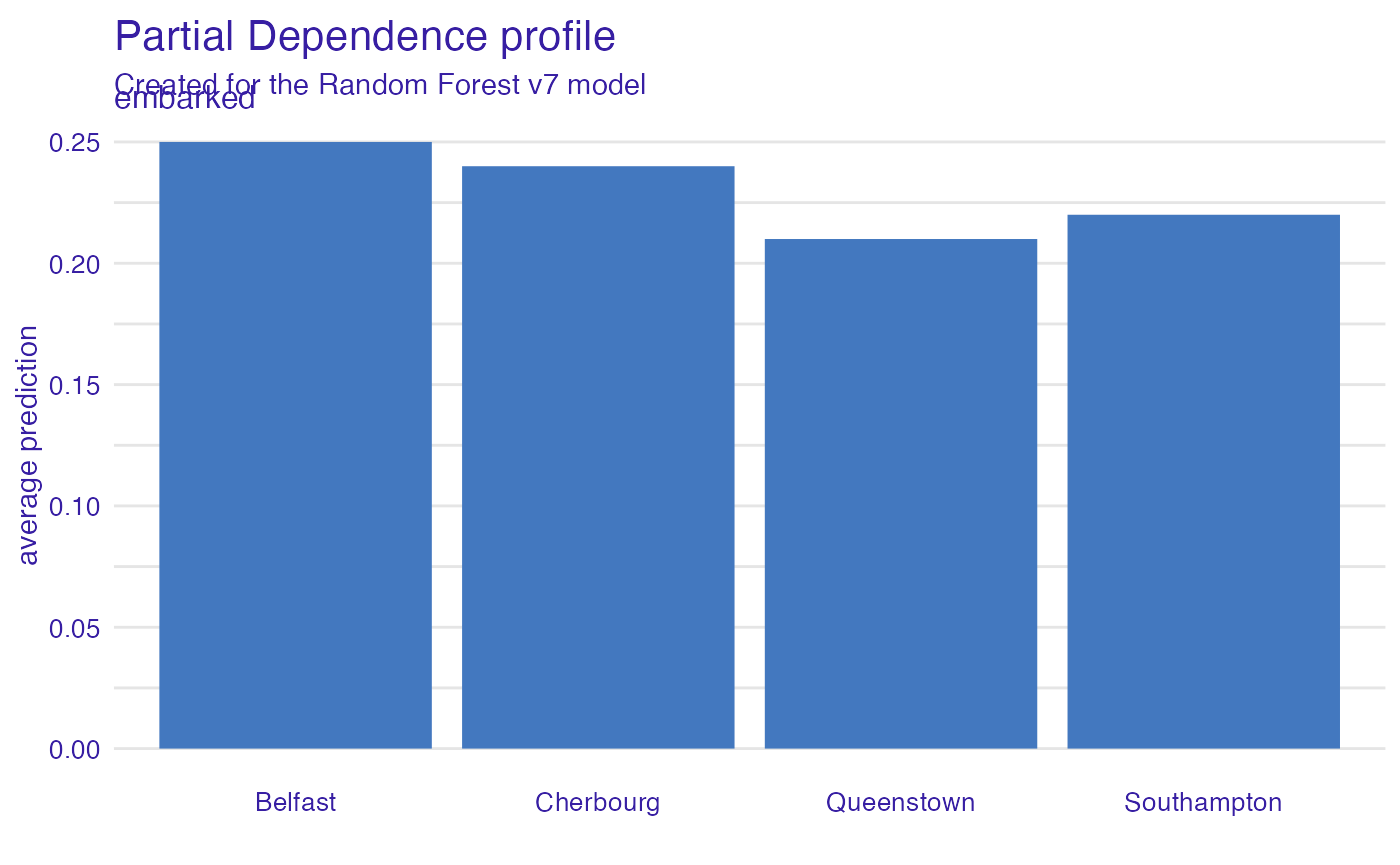 Partial Dependence profile
Created for the Random Forest v7 model
embarked
0.25
0.20
0.15
0.10
0.05
0.00
average prediction
Belfast
Cherbourg
Queenstown
Southampton